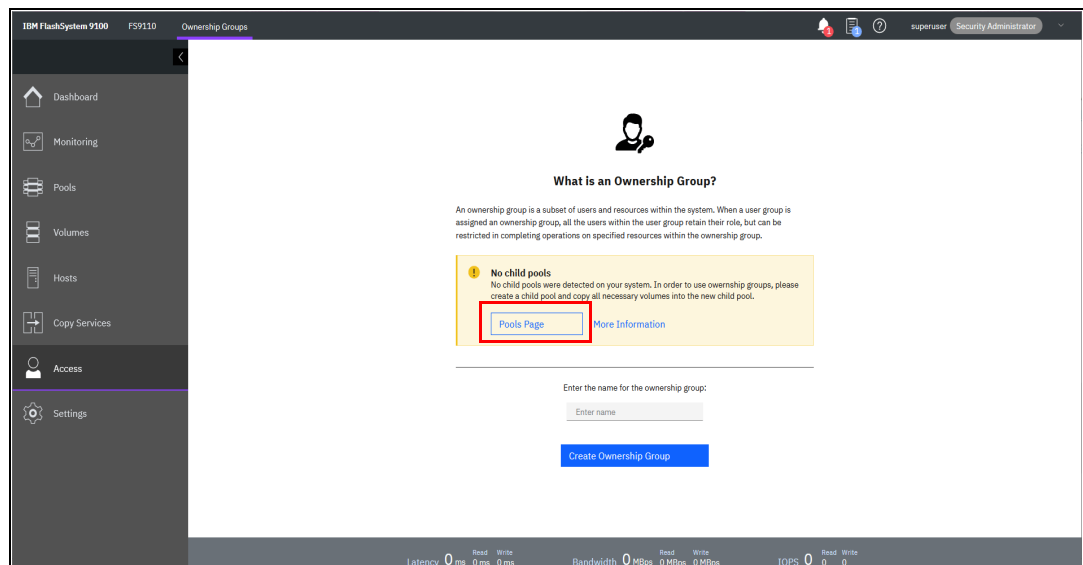 IBM FlashSystem 9100 FS9110 Ownership Groups
1 1 superuser Security Administrator
Dashboard
Monitoring
Pools
Volumes
Hosts
Copy Services
Access
Settings
What is an Ownership Group?
An ownership group is a subset of users and resources within the system. When a user group is
assigned an ownership group, all the users within the user group retain their role, but can be
restricted in completing operations on specified resources within the ownership group.
No child pools
No child pools were detected on your system. In order to use owernship groups, please
create a child pool and copy all necessary volumes into the new child pool.
Pools Page More Information
Enter the name for the ownership group:
Enter name
Create Ownership Group
Read Write Read Write Read Write
Latency 0 ms 0 ms 0 ms Bandwidth 0 MBps 0 MBps 0 MBps IOPS 0 0 0